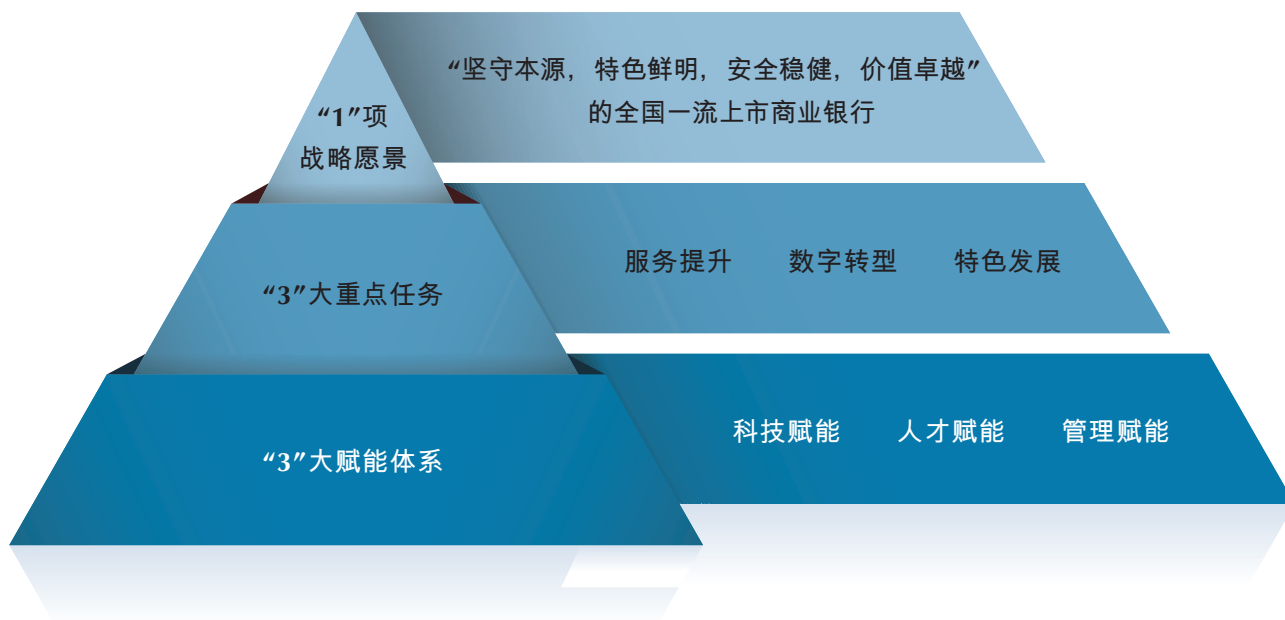 “1”项
战略愿景
“坚守本源，特色鲜明，安全稳健，价值卓越”
的全国一流上市商业银行
“3”大重点任务
服务提升 数字转型 特色发展
“3”大赋能体系
科技赋能 人才赋能 管理赋能